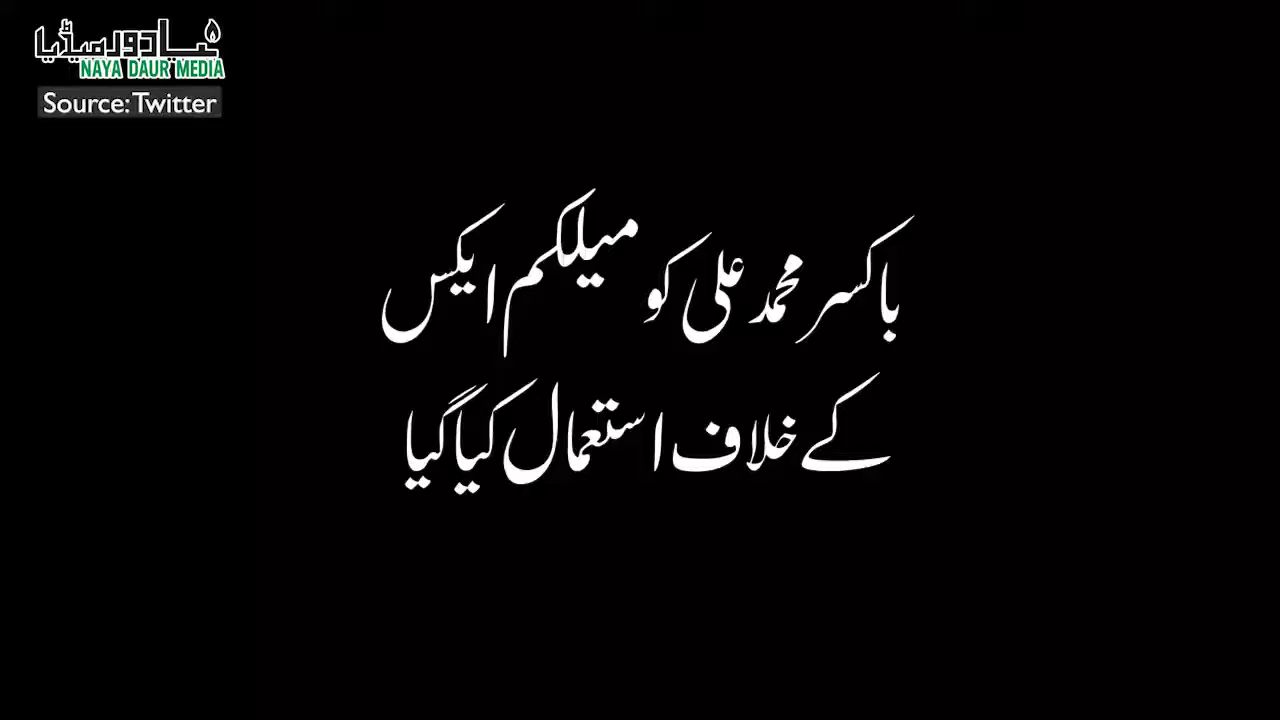 نیا دور میڈیا
NAYA DAUR MEDIA
Source: Twitter
باکسر محمد علی کو میلکم ایکس
کے خلاف استعمال کیا گیا